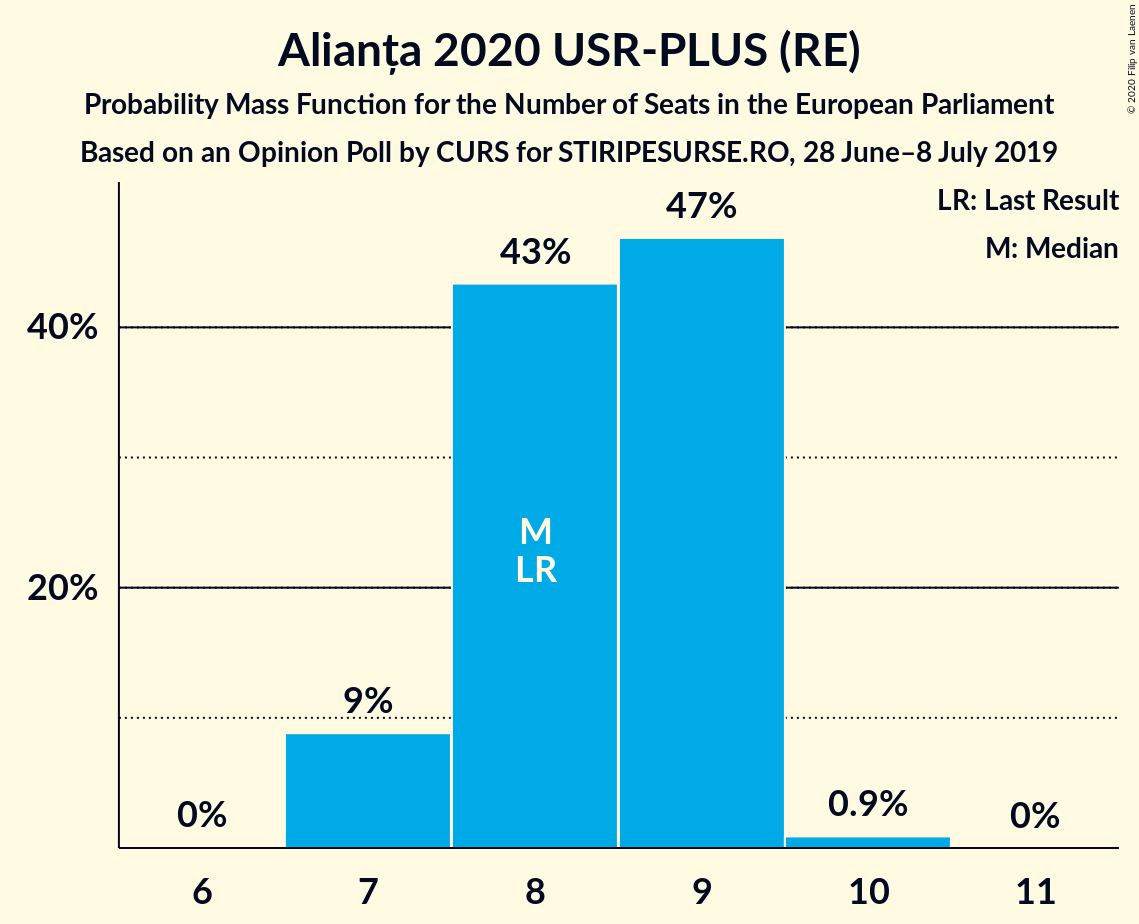 Alianța 2020 USR-PLUS (RE)
Probability Mass Function for the Number of Seats in the European Parliament
Based on an Opinion Poll by CURS for STIRIPESURSE.RO, 28 June–8 July 2019
© 2020 Filip van Laenen
LR: Last Result
M: Median
47%
43%
40%
M
LR
20%
9%
0%
0.9%
0%
6 7 8 9 10 11